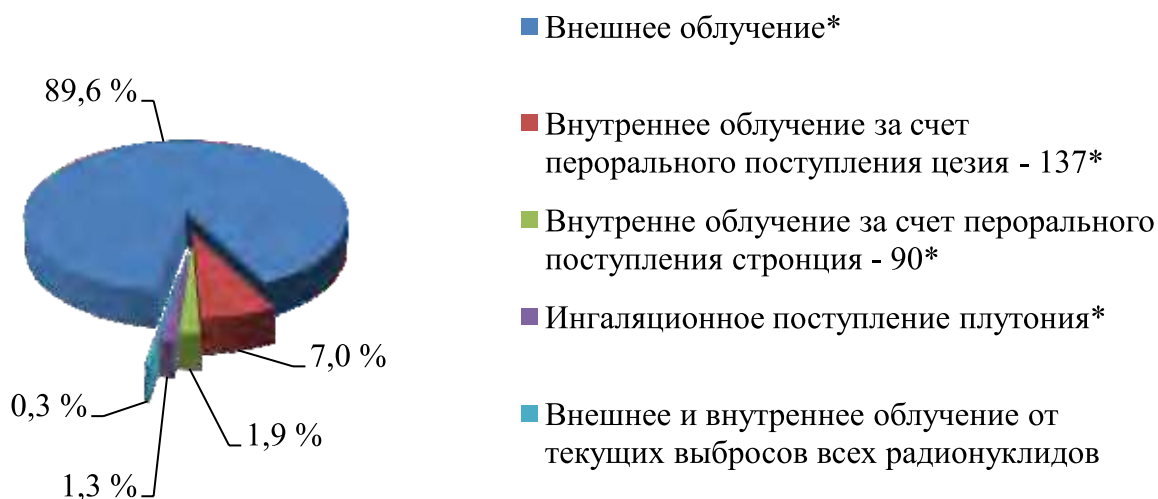 89,6 %
7,0 %
1,9 %
1,3 %
0,3 %
Внешнее облучение*
Внутреннее облучение за счет
перорального поступления цезия - 137*
Внутренне облучение за счет перорального
поступления стронция - 90*
Ингаляционное поступление плутония*
Внешнее и внутреннее облучение от
текущих выбросов всех радионуклидов